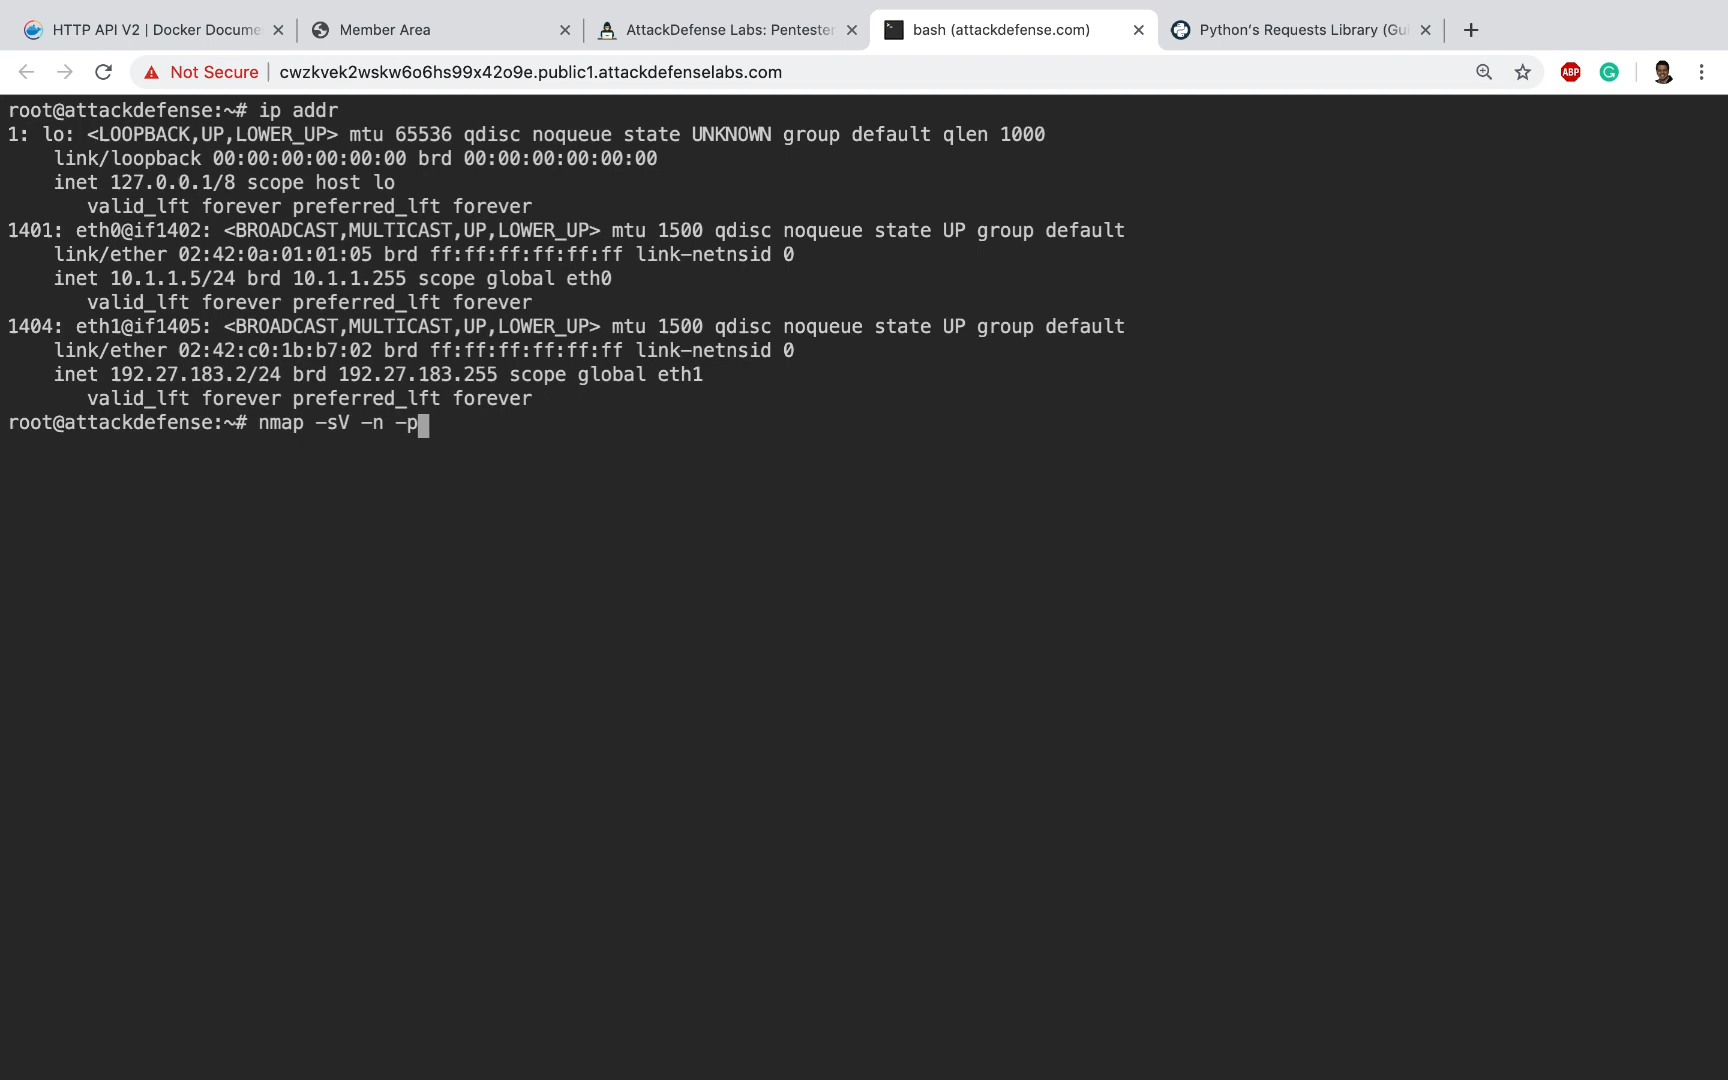 HTTP API V2 | Docker Docume
Member Area
AttackDefense Labs: Pentester
bash (attackdefense.com)
Python's Requests Library (Gui
Not Secure
cwzkvek2wskw6o6hs99x42o9e.public1.attackdefenselabs.com
ABP
root@attackdefense:~# ip addr
1: lo: <LOOPBACK,UP,LOWER_UP> mtu 65536 qdisc noqueue state UNKNOWN group default qlen 1000
    link/loopback 00:00:00:00:00:00 brd 00:00:00:00:00:00
    inet 127.0.0.1/8 scope host lo
       valid_lft forever preferred_lft forever
1401: eth0@if1402: <BROADCAST,MULTICAST,UP,LOWER_UP> mtu 1500 qdisc noqueue state UP group default
    link/ether 02:42:0a:01:01:05 brd ff:ff:ff:ff:ff:ff link-netnsid 0
    inet 10.1.1.5/24 brd 10.1.1.255 scope global eth0
       valid_lft forever preferred_lft forever
1404: eth1@if1405: <BROADCAST,MULTICAST,UP,LOWER_UP> mtu 1500 qdisc noqueue state UP group default
    link/ether 02:42:c0:1b:b7:02 brd ff:ff:ff:ff:ff:ff link-netnsid 0
    inet 192.27.183.2/24 brd 192.27.183.255 scope global eth1
       valid_lft forever preferred_lft forever
root@attackdefense:~# nmap -sV -n -p